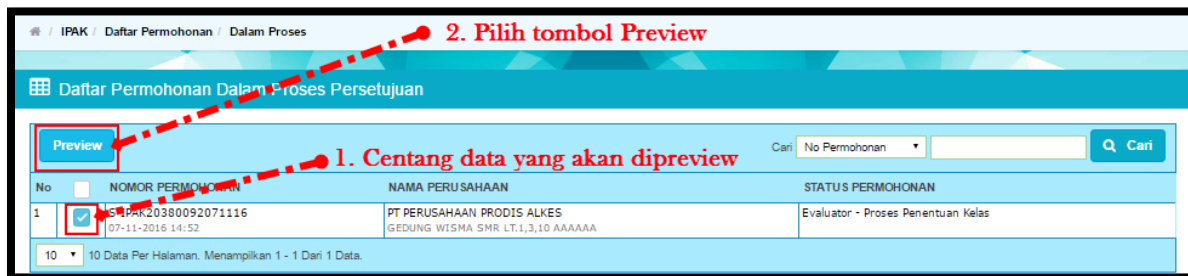 / IPAK / Daftar Permohonan / Dalam Proses
2. Pilih tombol Preview
Daftar Permohonan Dalam Proses Persetujuan
Preview
1. Centang data yang akan dipreview
Cari No Permohonan Cari
No NOMOR PERMOHONAN NAMA PERUSAHAAN STATUS PERMOHONAN
1 S-IPAK20380092071116 PT PERUSAHAAN PRODIS ALKES Evaluator - Proses Penentuan Kelas
07-11-2016 14:52 GEDUNG WISMA SMR LT.1,3,10 AAAAAA
10 10 Data Per Halaman. Menampilkan 1 - 1 Dari 1 Data.